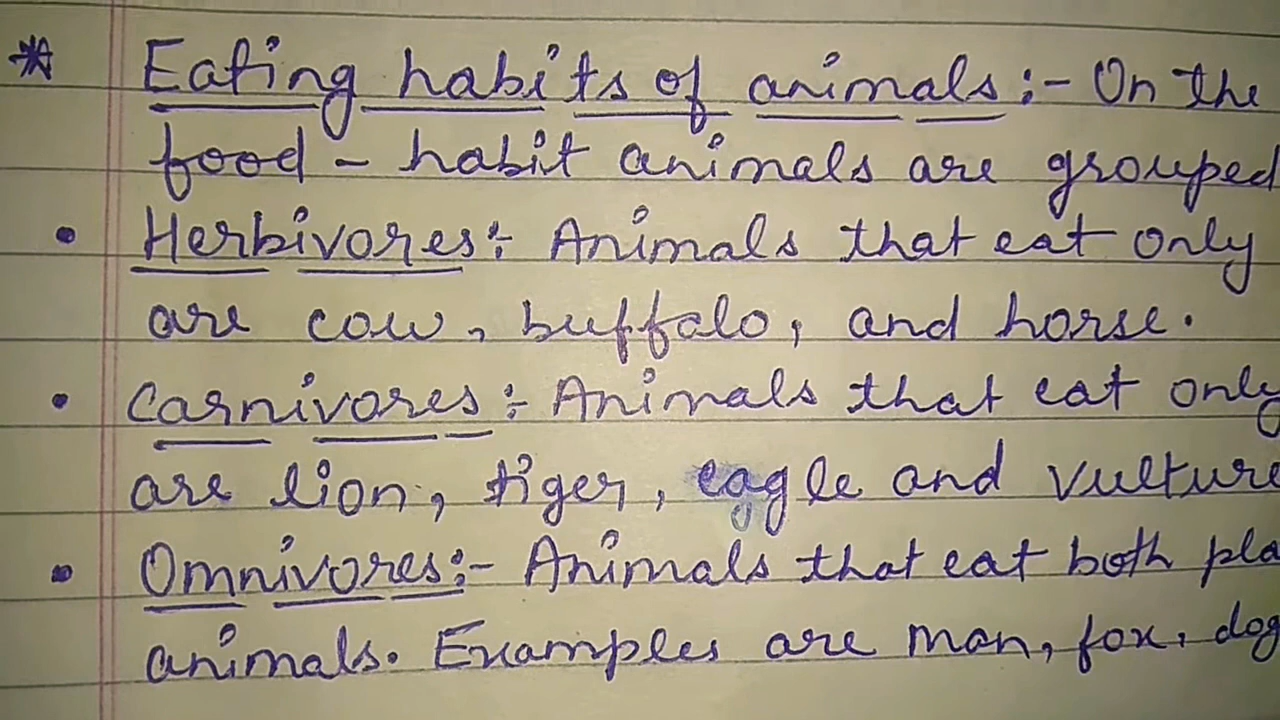 * Eating habits of animals :- On the
food - habit animals are grouped
• Herbivores :- Animals that eat only
are cow, buffalo, and horse.
• Carnivores :- Animals that eat only
are lion, tiger, eagle and vulture
• Omnivores :- Animals that eat both pla
animals. Examples are man, fox, dog